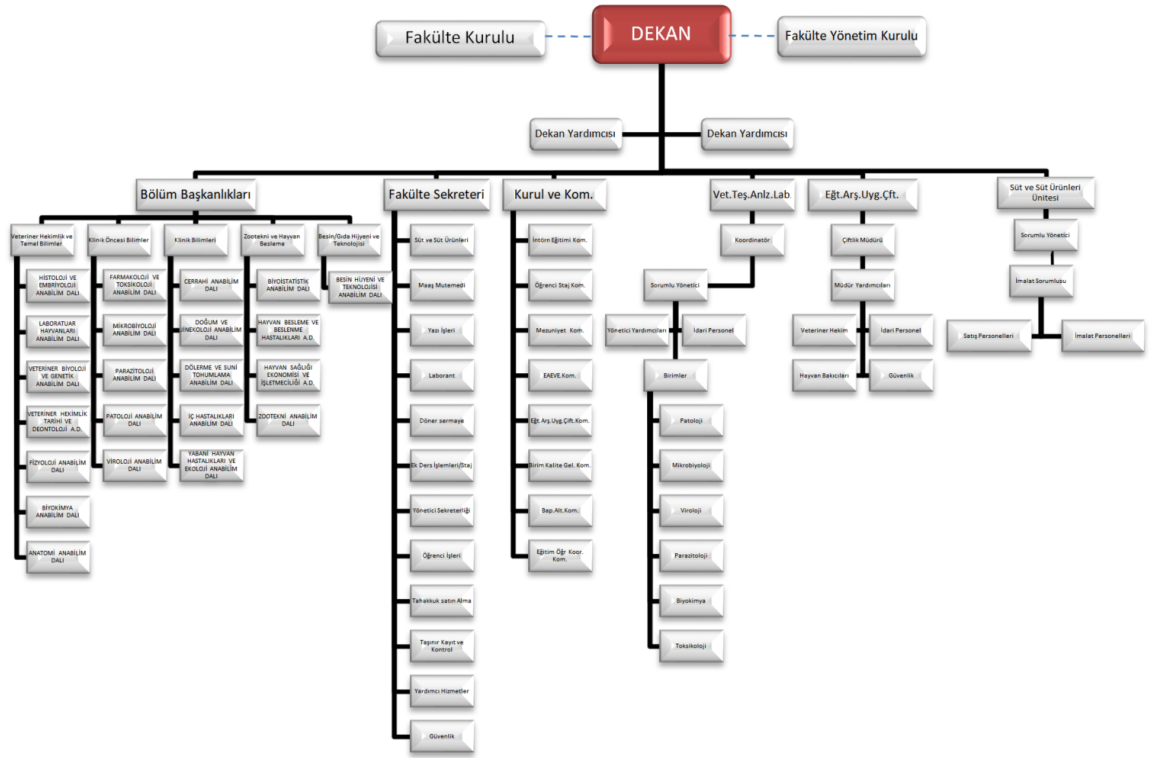 Fakülte Kurulu
DEKAN
Fakülte Yönetim Kurulu
Dekan Yardımcısı
Dekan Yardımcısı
Bölüm Başkanlıkları
Veteriner Hekimlik ve
Temel Bilimler
HİSTOLOJİ VE
EMBRİYOLOJİ
ANABİLİM DALI
LABORATUAR
HAYVANLARI
ANABİLİM DALI
VETERİNER BİYOLOJİ
VE GENETİK ANABİLİM
DALI
VETERİNER HEKİMLİK
TARİHİ VE
DEONTOLOJİ A.D.
FİZYOLOJİ ANABİLİM
DALI
BİYOKİMYA
ANABİLİM DALI
ANATOMİ ANABİLİM
DALI
Klinik Öncesi Bilimler
FARMAKOLOJİ VE
TOKSİKOLOJİ
ANABİLİM DALI
MİKROBİYOLOJİ
ANABİLİM DALI
PARAZİTOLOJİ
ANABİLİM DALI
PATOLOJİ ANABİLİM
DALI
VİROLOJİ ANABİLİM
DALI
Klinik Bilimleri
CERRAHİ ANABİLİM
DALI
DOĞUM VE
JİNEKOLOJİ ANABİLİM
DALI
DÖLERME VE SUNİ
TOHUMLAMA
ANABİLİM DALI
İÇ HASTALIKLARI
ANABİLİM DALI
YABANİ HAYVAN
HASTALIKLARI VE
EKOLOJİ ANABİLİM
DALI
Zootekni ve Hayvan
Besleme
BİYOİSTATİSTİK
ANABİLİM DALI
HAYVAN BESLEME VE
BESLENME
HASTALIKLARI A.D.
HAYVAN SAĞLIĞI
EKONOMİSİ VE
İŞLETMECİLİĞİ A.D.
ZOOTEKNİ ANABİLİM
DALI
Besin/Gıda Hijyeni ve
Teknolojisi
BESİN HİJYENİ VE
TEKNOLOJİSİ
ANABİLİM DALI
Fakülte Sekreteri
Süt ve Süt Ürünleri
Maaş Mutemedi
Yazı İşleri
Laborant
Döner sarmaye
Ek Ders İşlemleri/Staj
Yönetici Sekreterliği
Öğrenci İşleri
Tahakkuk satın Alma
Taşınır Kayıt ve
Kontrol
Yardımcı Hizmetler
Güvenlik
Kurul ve Kom.
İntörn Eğitimi Kom.
Öğrenci Staj Kom.
Mezuniyet Kom.
EAEVE.Kom.
Eğt.Arş.Uyg.Çift.Kom.
Birim Kalite Gel. Kom.
Bap.Alt.Kom.
Eğitim Öğr Koor.
Kom.
Vet.Teş.Anlz.Lab.
Koordinatör
Sorumlu Yönetici
Yönetici Yardımcıları
İdari Personel
Birimler
Patoloji
Mikrobiyoloji
Viroloji
Parazitoloji
Biyokimya
Toksikoloji
Eğt.Arş.Uyg.Çft.
Çiftlik Müdürü
Müdür Yardımcıları
Veteriner Hekim
İdari Personel
Hayvan Bakıcıları
Güvenlik
Süt ve Süt Ürünleri
Ünitesi
Sorumlu Yönetici
İmalat Sorumlusu
Satış Personelleri
İmalat Personelleri